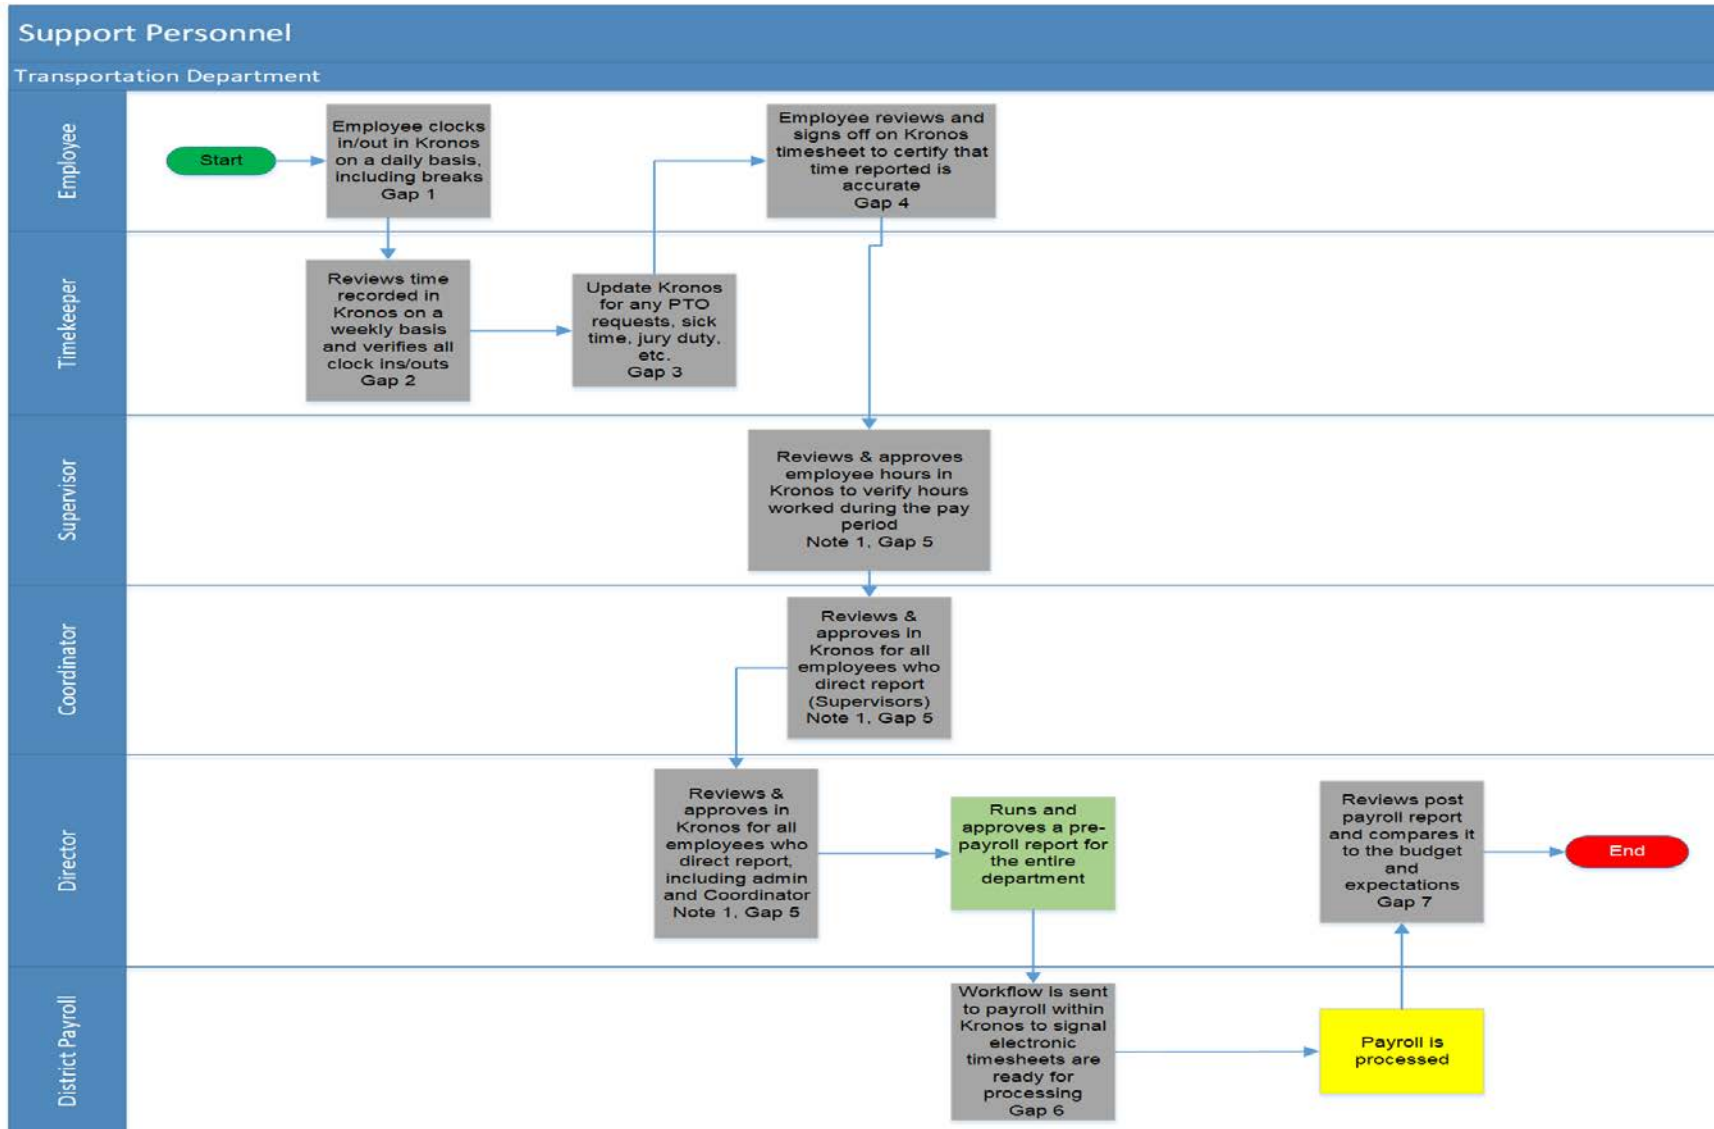 Support Personnel
Transportation Department
Employee
Start
Employee clocks
in/out in Kronos
on a daily basis,
including breaks
Gap 1
Employee reviews and
signs off on Kronos
timesheet to certify that
time reported is
accurate
Gap 4
Timekeeper
Reviews time
recorded in
Kronos on a
weekly basis
and verifies all
clock ins/outs
Gap 2
Update Kronos
for any PTO
requests, sick
time, jury duty,
etc.
Gap 3
Supervisor
Reviews & approves
employee hours in
Kronos to verify hours
worked during the pay
period
Note 1, Gap 5
Coordinator
Reviews &
approves in
Kronos for all
employees who
direct report
(Supervisors)
Note 1, Gap 5
Director
Reviews &
approves in
Kronos for all
employees who
direct report,
including admin
and Coordinator
Note 1, Gap 5
Runs and
approves a pre-
payroll report for
the entire
department
Reviews post
payroll report
and compares it
to the budget
and
expectations
Gap 7
End
District Payroll
Workflow is sent
to payroll within
Kronos to signal
electronic
timesheets are
ready for
processing
Gap 6
Payroll is
processed